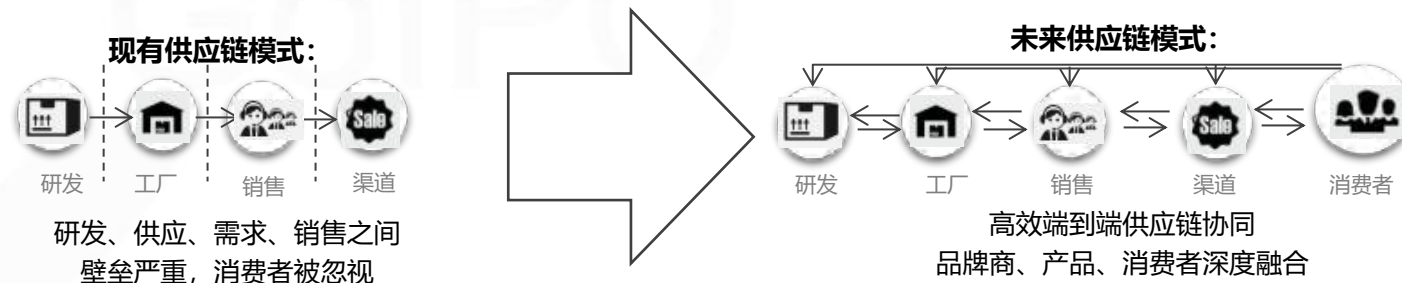 现有供应链模式：
研发
工厂
销售
Sale
渠道
研发、供应、需求、销售之间
壁垒严重，消费者被忽视
未来供应链模式：
研发
工厂
销售
Sale
渠道
消费者
高效端到端供应链协同
品牌商、产品、消费者深度融合